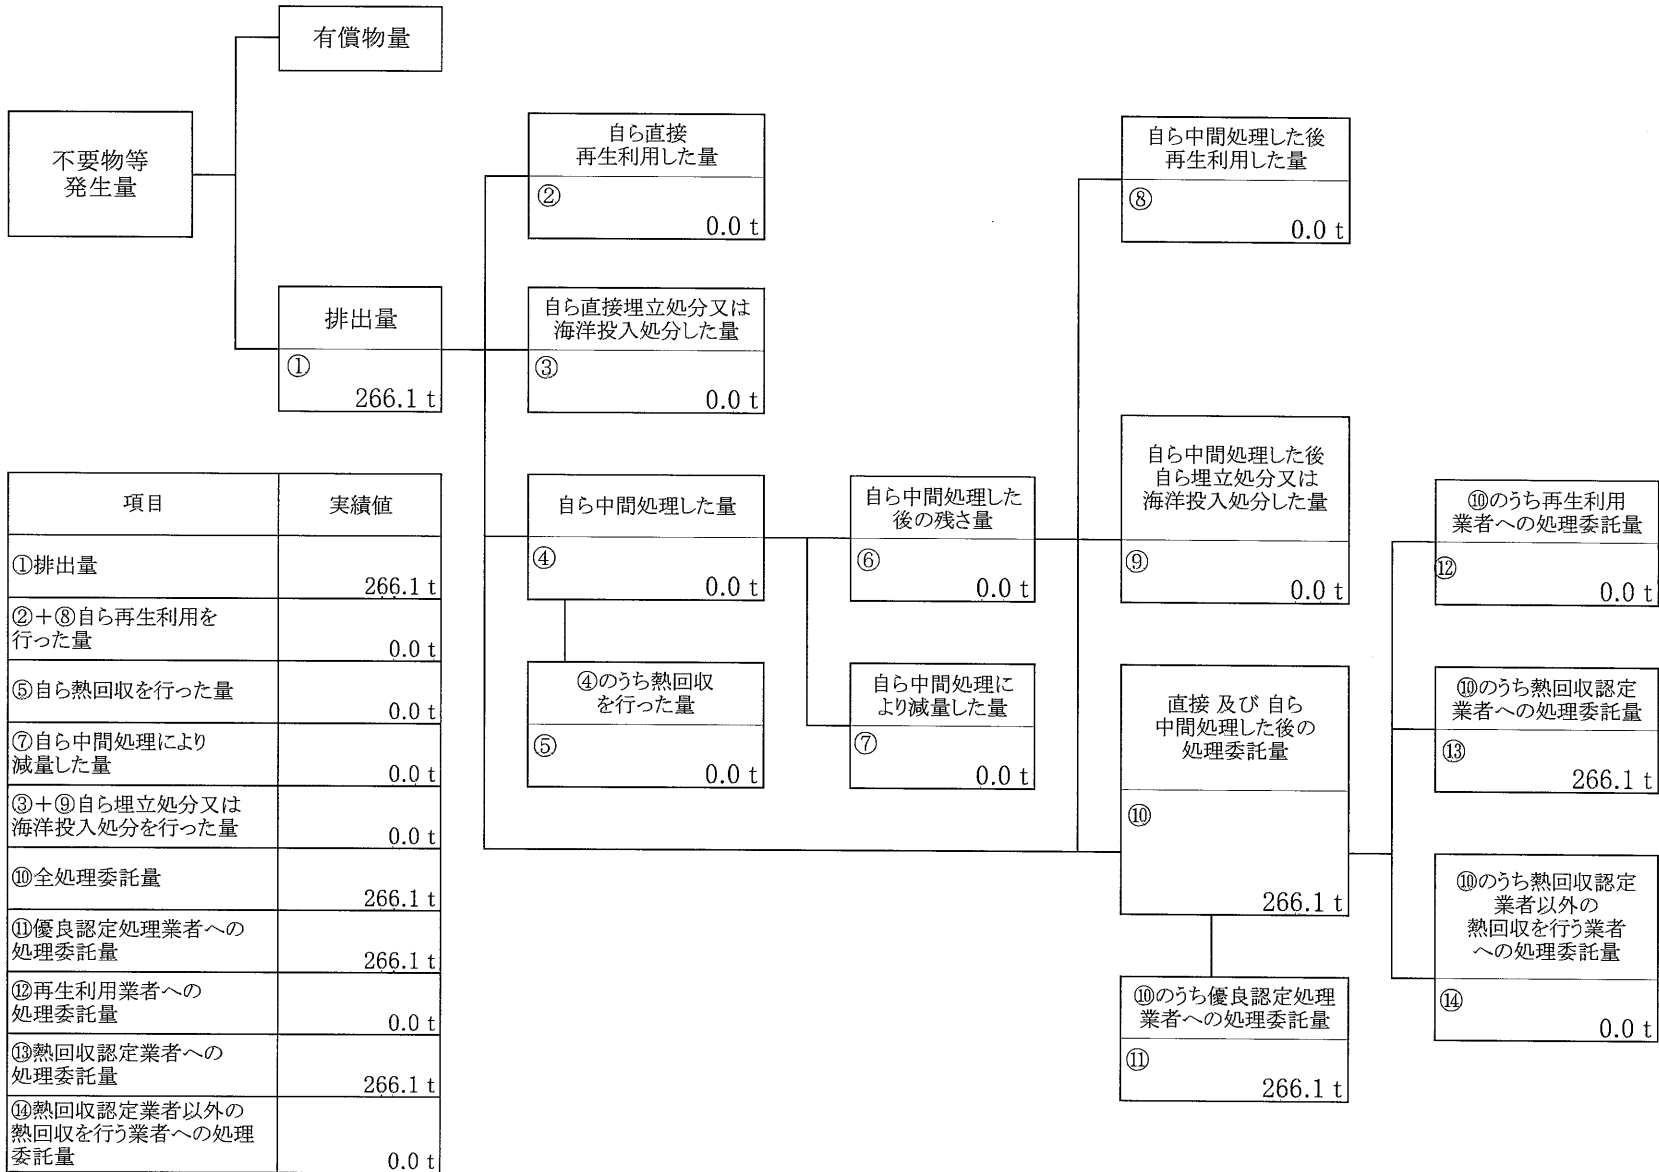 有償物量
不要物等
発生量
排出量
①
266.1 t
自ら直接
再生利用した量
②
0.0 t
自ら直接埋立処分又は
海洋投入処分した量
③
0.0 t
自ら中間処理した量
④
0.0 t
④のうち熱回収
を行った量
⑤
0.0 t
自ら中間処理した
後の残さ量
⑥
0.0 t
自ら中間処理に
より減量した量
⑦
0.0 t
自ら中間処理した後
再生利用した量
⑧
0.0 t
自ら中間処理した後
自ら埋立処分又は
海洋投入処分した量
⑨
0.0 t
直接 及び 自ら
中間処理した後の
処理委託量
⑩
266.1 t
⑩のうち優良認定処理
業者への処理委託量
⑪
266.1 t
⑩のうち再生利用
業者への処理委託量
⑫
0.0 t
⑩のうち熱回収認定
業者への処理委託量
⑬
266.1 t
⑩のうち熱回収認定
業者以外の
熱回収を行う業者
への処理委託量
⑭
0.0 t
項目 実績値
①排出量
266.1 t
②+⑧自ら再生利用を
行った量
0.0 t
⑤自ら熱回収を行った量
0.0 t
⑦自ら中間処理により
減量した量
0.0 t
③+⑨自ら埋立処分又は
海洋投入処分を行った量
0.0 t
⑩全処理委託量
266.1 t
⑪優良認定処理業者への
処理委託量
266.1 t
⑫再生利用業者への
処理委託量
0.0 t
⑬熱回収認定業者への
処理委託量
266.1 t
⑭熱回収認定業者以外の
熱回収を行う業者への処理
委託量
0.0 t